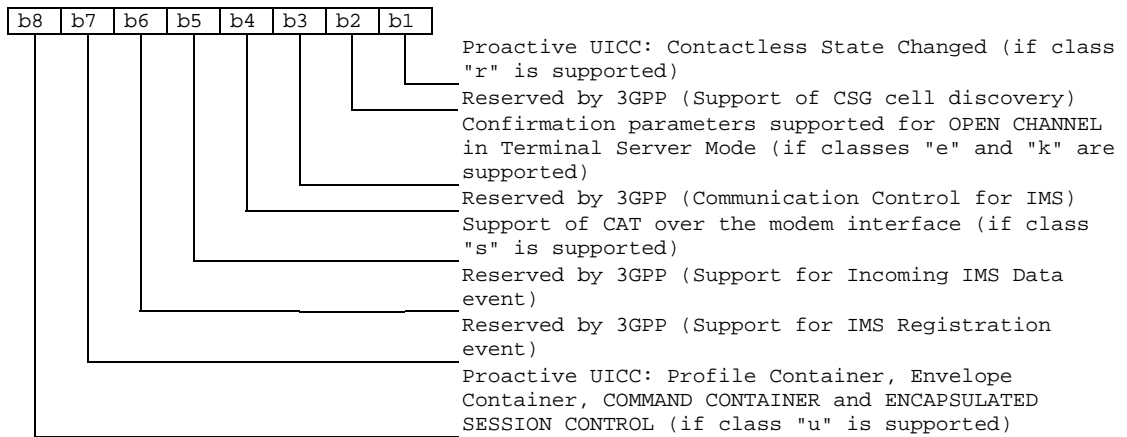 b8 b7 b6 b5 b4 b3 b2 b1
Proactive UICC: Contactless State Changed (if class
"r" is supported)
Reserved by 3GPP (Support of CSG cell discovery)
Confirmation parameters supported for OPEN CHANNEL
in Terminal Server Mode (if classes "e" and "k" are
supported)
Reserved by 3GPP (Communication Control for IMS)
Support of CAT over the modem interface (if class
"s" is supported)
Reserved by 3GPP (Support for Incoming IMS Data
event)
Reserved by 3GPP (Support for IMS Registration
event)
Proactive UICC: Profile Container, Envelope
Container, COMMAND CONTAINER and ENCAPSULATED
SESSION CONTROL (if class "u" is supported)